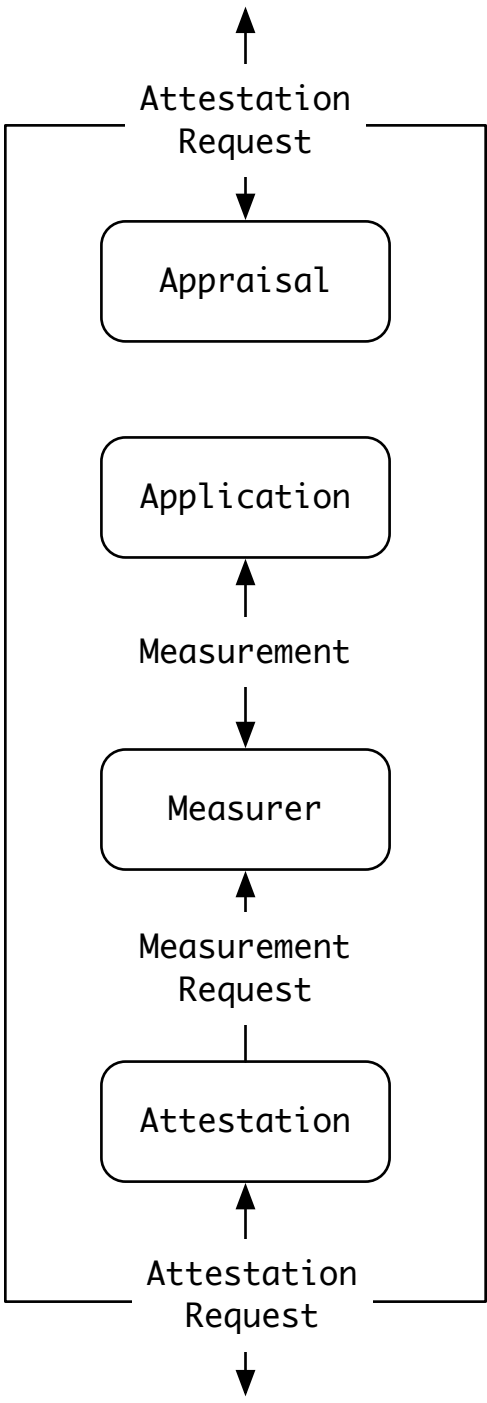 Attestation
Request
Appraisal
Application
Measurement
Measurer
Measurement
Request
Attestation
Attestation
Request